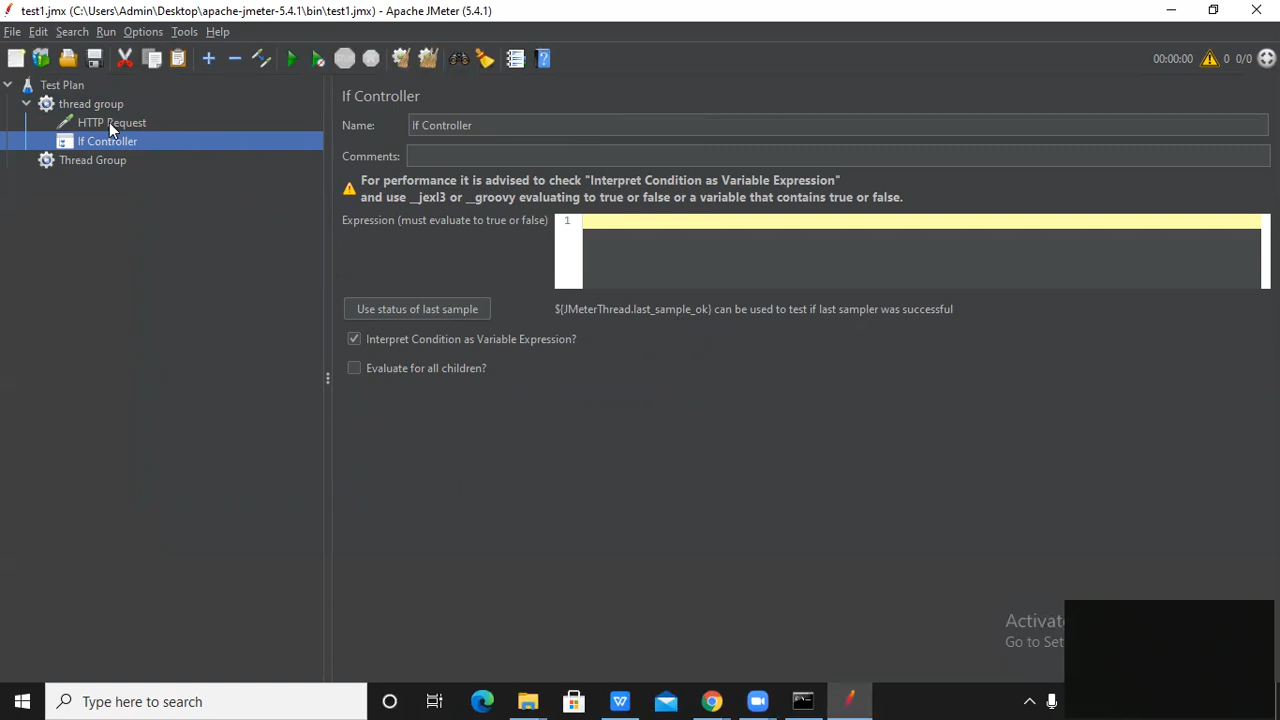 test1.jmx (C:\Users\Admin\Desktop\apache-jmeter-5.4.1\bin\test1.jmx) - Apache JMeter (5.4.1)
File Edit Search Run Options Tools Help
00:00:00 0 0/0
Test Plan
thread group
HTTP Request
If Controller
Thread Group
If Controller
Name: If Controller
Comments:
For performance it is advised to check "Interpret Condition as Variable Expression"
and use __jexl3 or __groovy evaluating to true or false or a variable that contains true or false.
Expression (must evaluate to true or false) 1
Use status of last sample ${JMeterThread.last_sample_ok} can be used to test if last sampler was successful
Interpret Condition as Variable Expression?
Evaluate for all children?
Activat
Go to Set
Type here to search